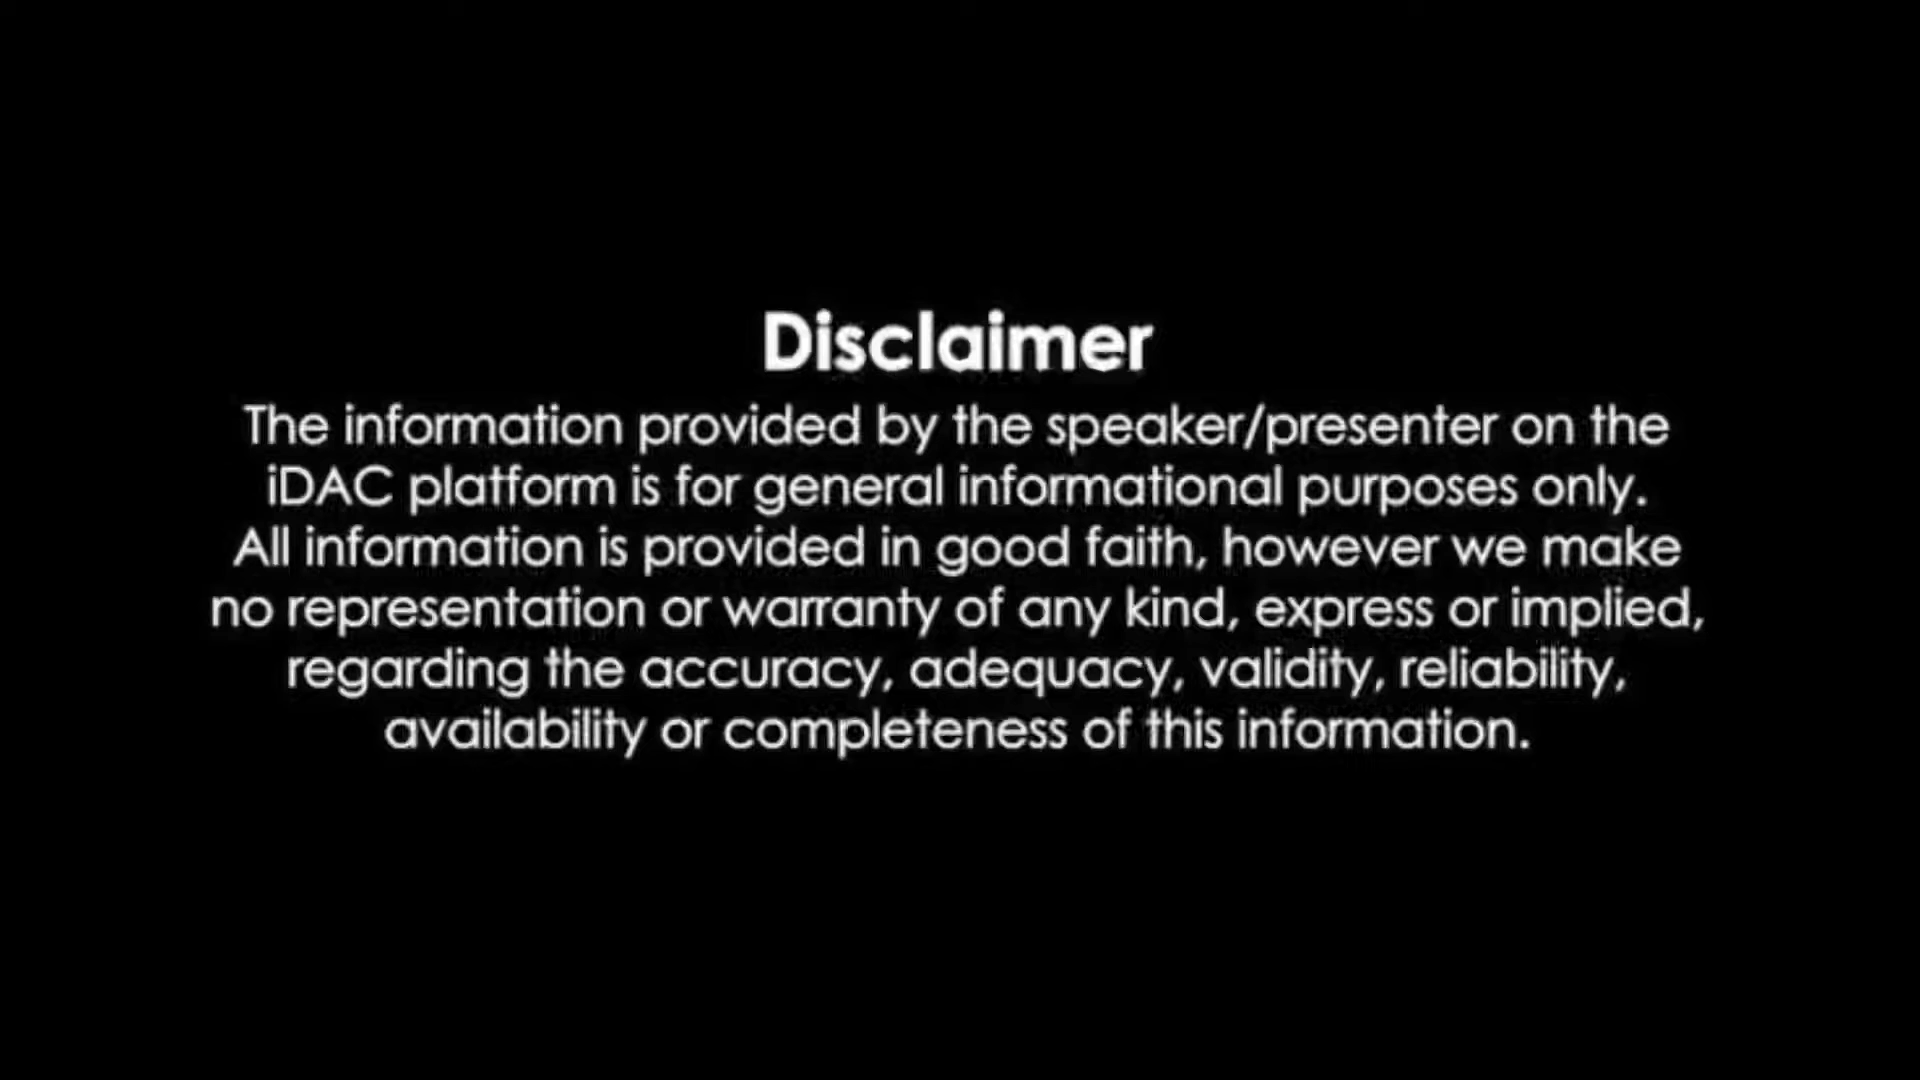 Disclaimer
The information provided by the speaker/presenter on the
iDAC platform is for general informational purposes only.
All information is provided in good faith, however we make
no representation or warranty of any kind, express or implied,
regarding the accuracy, adequacy, validity, reliability,
availability or completeness of this information.